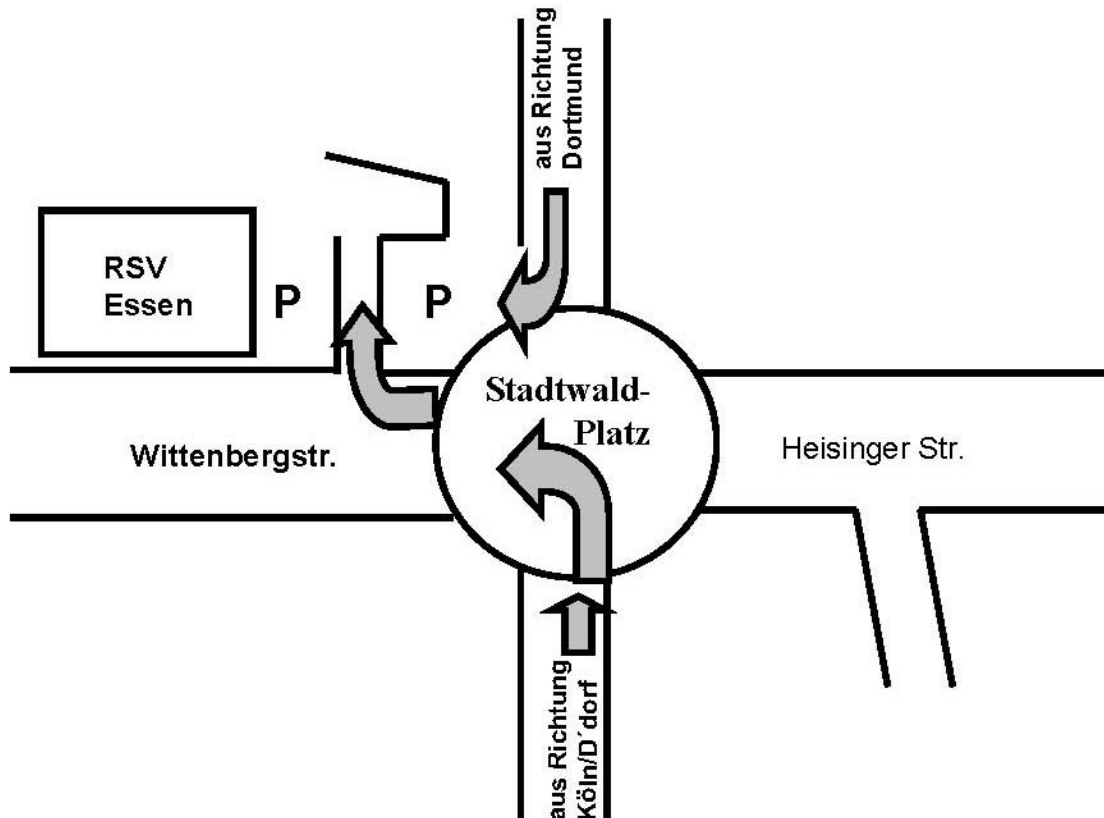 aus Richtung
Dortmund
RSV
Essen
P
P
Stadtwald-
Platz
Wittenbergstr.
Heisinger Str.
aus Richtung
Köln/D´dorf